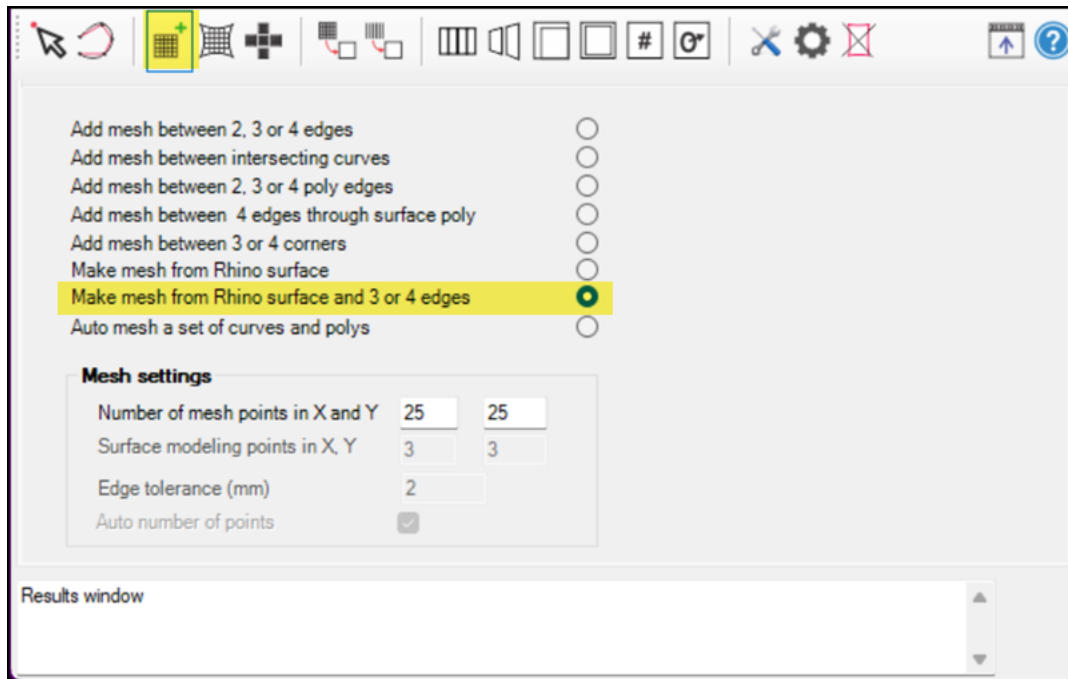 #
?
Add mesh between 2, 3 or 4 edges
Add mesh between intersecting curves
Add mesh between 2, 3 or 4 poly edges
Add mesh between  4 edges through surface poly
Add mesh between 3 or 4 corners
Make mesh from Rhino surface
Make mesh from Rhino surface and 3 or 4 edges
Auto mesh a set of curves and polys
Mesh settings
Number of mesh points in X and Y 25 25
Surface modeling points in X, Y 3 3
Edge tolerance (mm) 2
Auto number of points
Results window